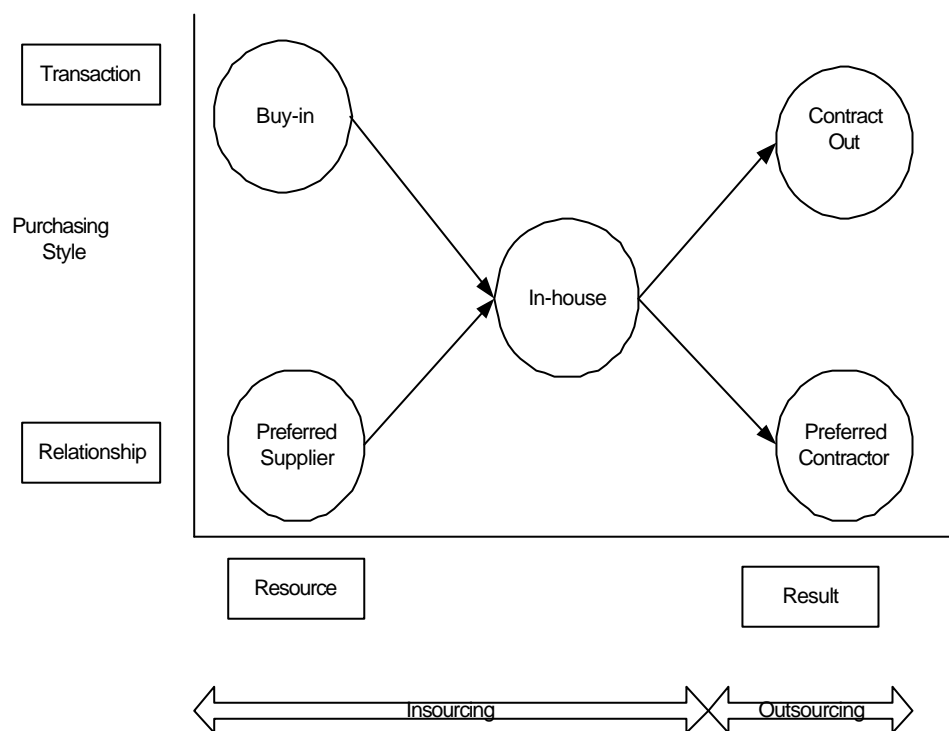 Transaction
Buy-in
Contract
Out
Purchasing
Style
In-house
Relationship
Preferred
Supplier
Preferred
Contractor
Resource
Result
Insourcing
Outsourcing